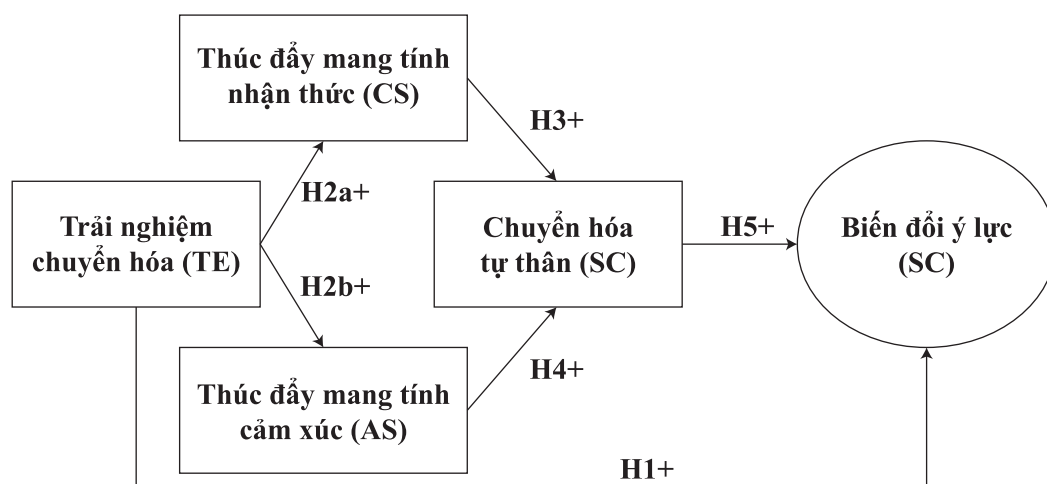 Thúc đẩy mang tính
nhận thức (CS)
H3+
H2a+
Trải nghiệm
chuyển hóa (TE)
Chuyển hóa
tự thân (SC)
H5+
Biến đổi ý lực
(SC)
H2b+
H4+
Thúc đẩy mang tính
cảm xúc (AS)
H1+